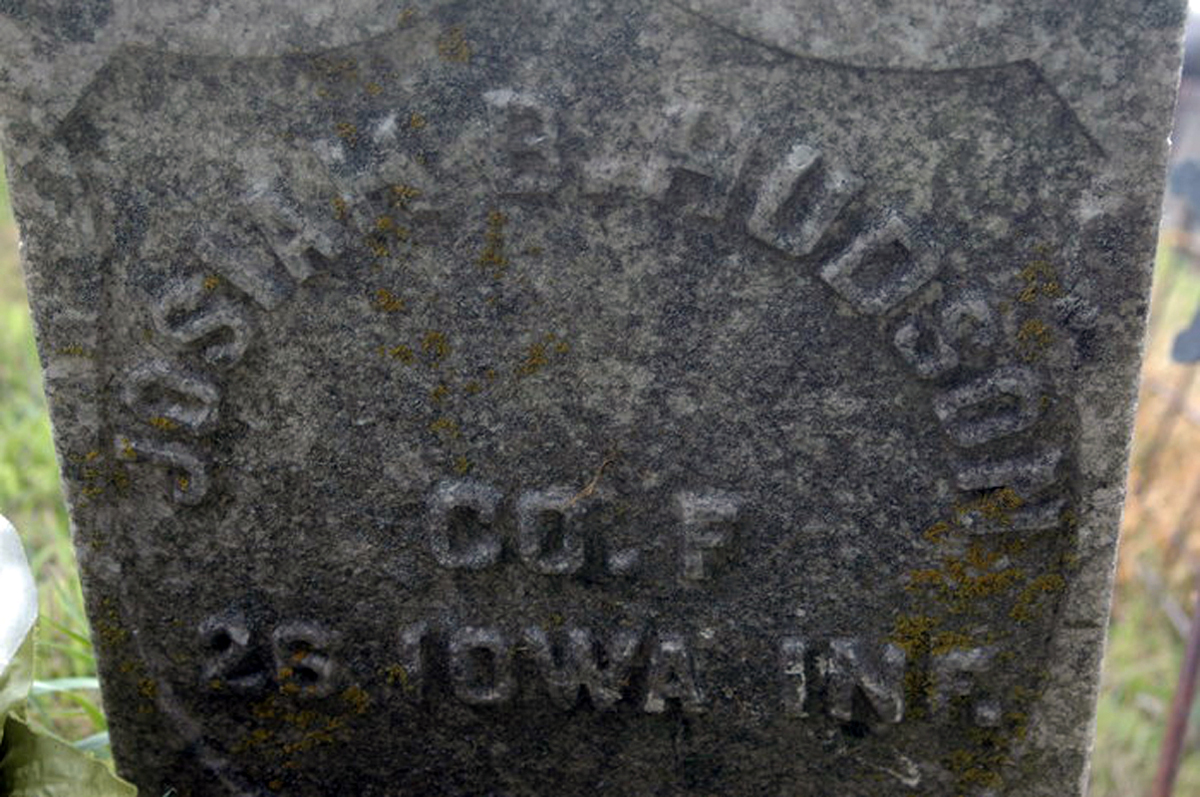 JOSIAH B. HUDSON
CO. F
26 IOWA INF.